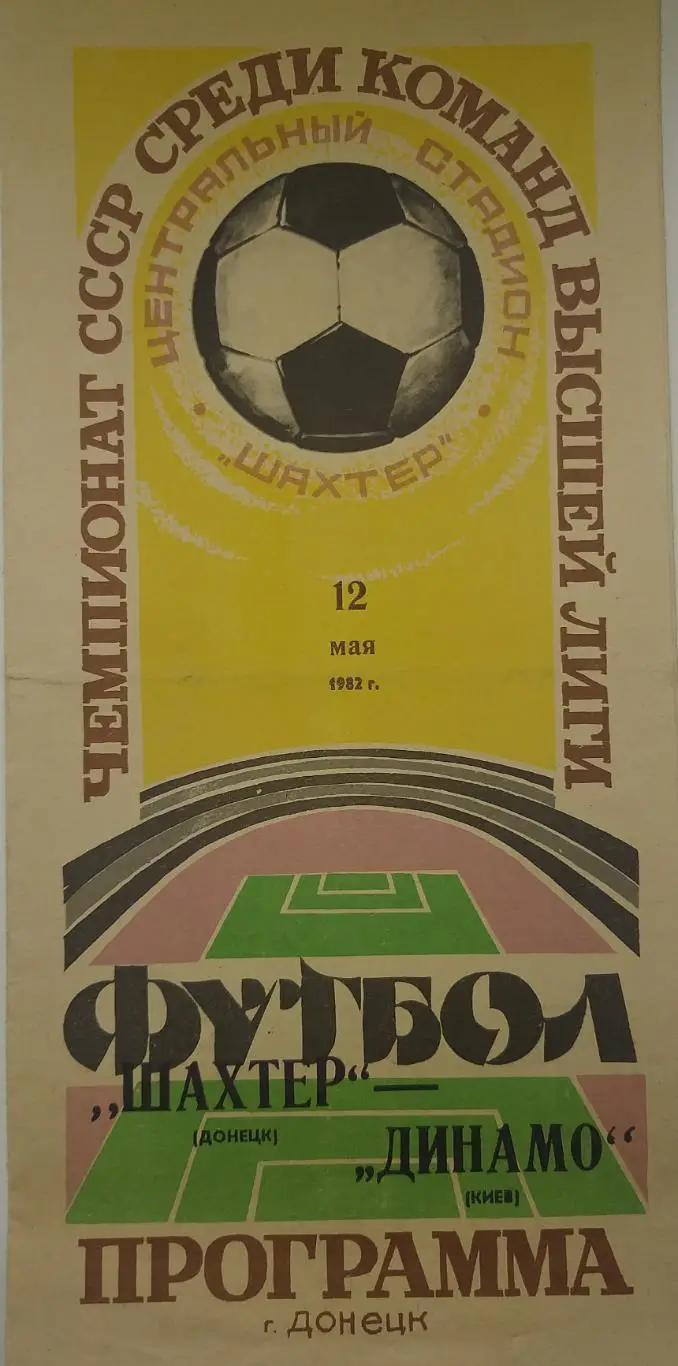 ЧЕМПИОНАТ СССР СРЕДИ КОМАНД ВЫСШЕЙ ЛИГИ
ЦЕНТРАЛЬНЫЙ СТАДИОН
• „ШАХТЕР" •
12
мая
1982 г.
ФУТБОЛ
„ШАХТЕР“—
(ДОНЕЦК)
„ДИНАМО“
(КИЕВ)
ПРОГРАММА
г. ДОНЕЦК